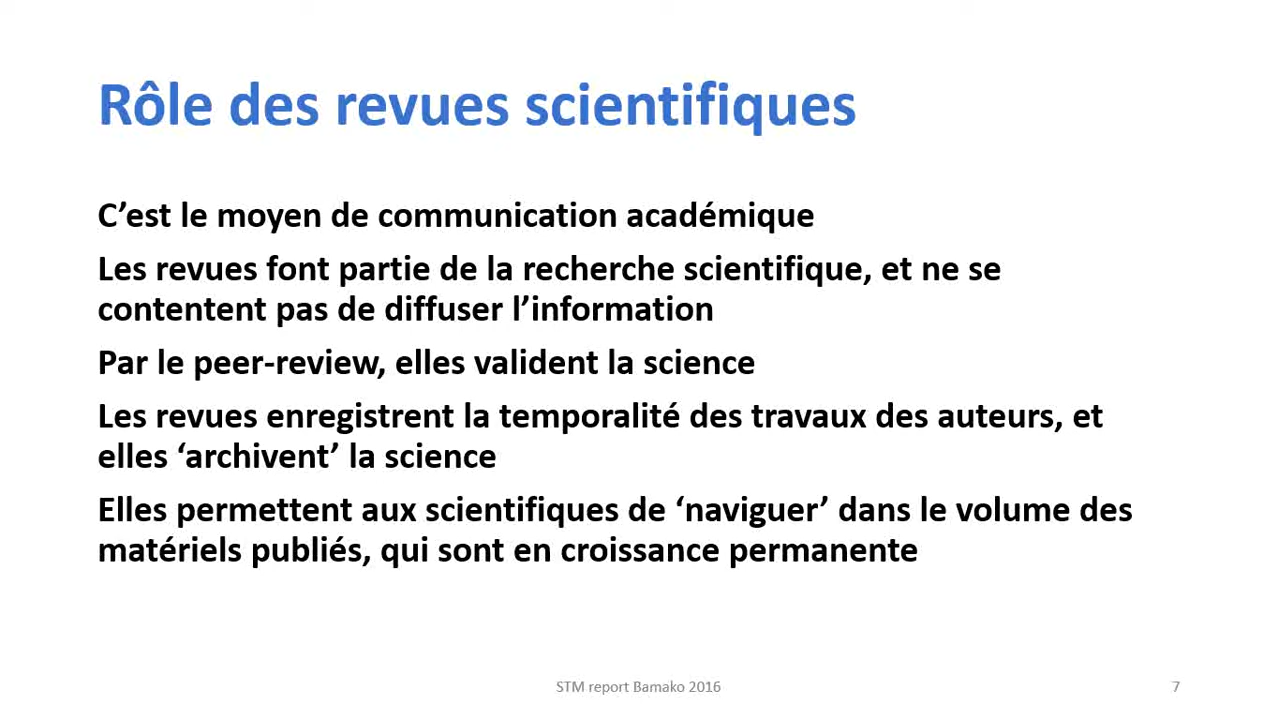 Rôle des revues scientifiques
C’est le moyen de communication académique
Les revues font partie de la recherche scientifique, et ne se
contentent pas de diffuser l’information
Par le peer-review, elles valident la science
Les revues enregistrent la temporalité des travaux des auteurs, et
elles ‘archivent’ la science
Elles permettent aux scientifiques de ‘naviguer’ dans le volume des
matériels publiés, qui sont en croissance permanente
STM report Bamako 2016
7